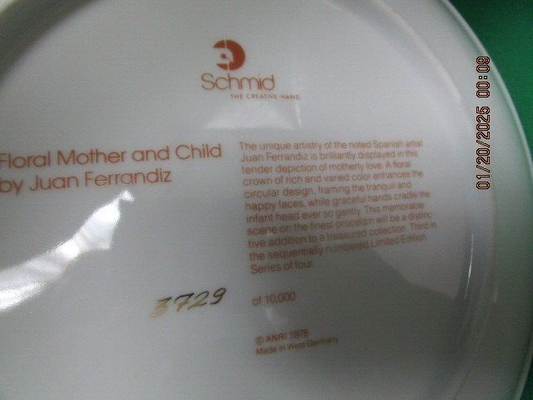 Schmid
THE CREATIVE HAND
Floral Mother and Child
by Juan Ferrandiz
The unique artistry of the noted Spanish artist
Juan Ferrandiz is brilliantly displayed in this
tender depiction of motherly love. A floral
crown of rich and varied color enhances the
circular design, framing the tranquil and
happy faces, while graceful hands cradle the
infant head ever so gently. This memorable
scene on the finest porcelain will be a distinc-
tive addition to a treasured collection. Third in
the sequentially numbered Limited Edition
Series of four.
3729 of 10,000
© ANRI 1978
Made in West Germany
01/20/2025 00:09